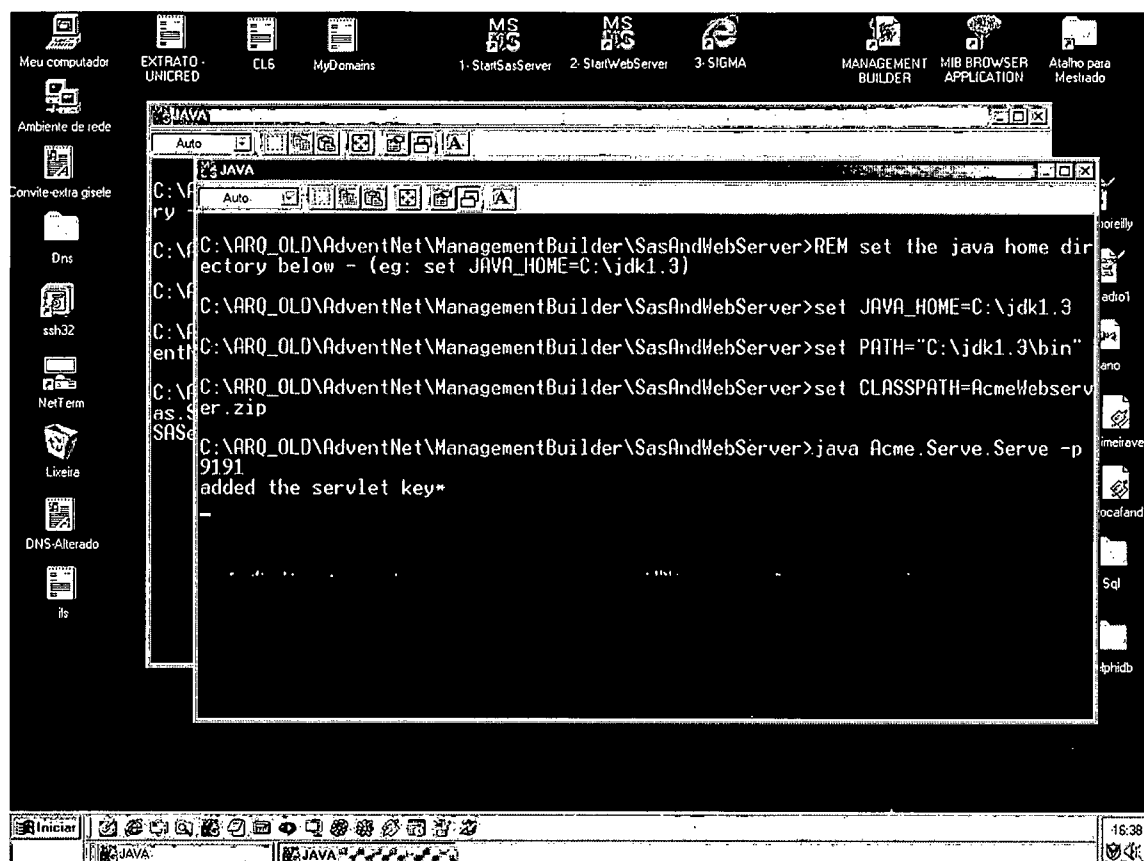 Meu computador
EXTRATO -
UNICRED
CL6
MyDomains
1- StartSasServer
2- StartWebServer
3- SIGMA
MANAGEMENT
BUILDER
MIB BROWSER
APPLICATION
Atalho para
Mestrado
Ambiente de rede
Convite-extra gisele
Dns
ssh32
NetTerm
Lixeira
DNS-Alterado
ils
JAVA
Auto
JAVA
Auto
C:\ARQ_OLD\AdventNet\ManagementBuilder\SasAndWebServer>REM set the java home dir
ectory below - (eg: set JAVA_HOME=C:\jdk1.3)
C:\ARQ_OLD\AdventNet\ManagementBuilder\SasAndWebServer>set JAVA_HOME=C:\jdk1.3
C:\ARQ_OLD\AdventNet\ManagementBuilder\SasAndWebServer>set PATH="C:\jdk1.3\bin"
C:\ARQ_OLD\AdventNet\ManagementBuilder\SasAndWebServer>set CLASSPATH=AcmeWebserv
er.zip
C:\ARQ_OLD\AdventNet\ManagementBuilder\SasAndWebServer>java Acme.Serve.Serve -p
9191
added the servlet key*
Sql
Iniciar
16:38
JAVA
JAVA